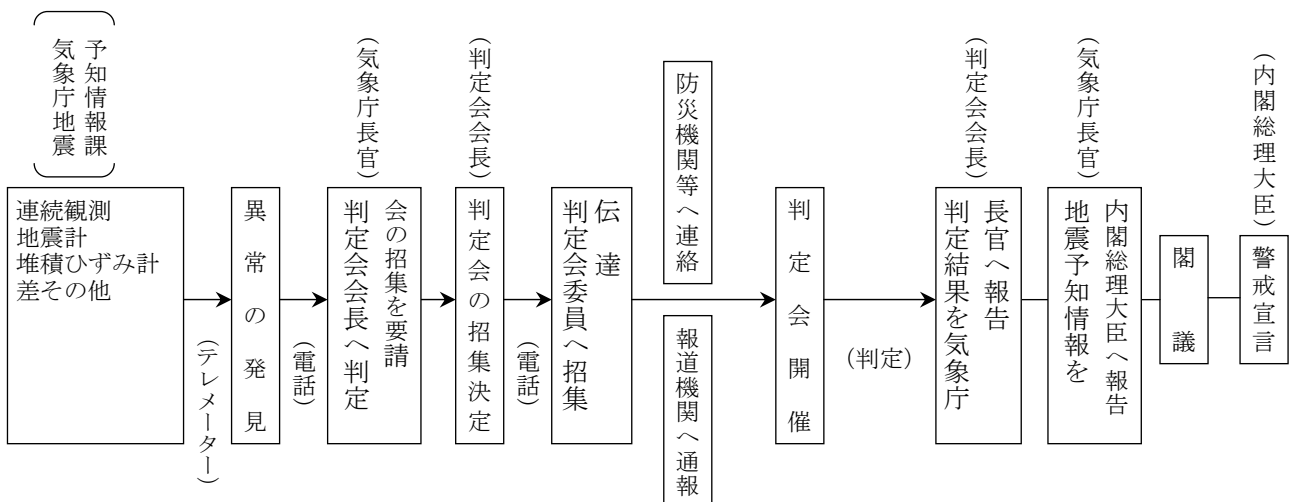 気象庁地震
予知情報課
連続観測
地震計
堆積ひずみ計
差その他
(テレメーター)
異常の発見
(電話)
(気象庁長官)
判定会会長へ判定
会の招集を要請
(判定会会長)
判定会の招集決定
(電話)
判定会委員へ招集
伝達
防災機関等へ連絡
報道機関へ通報
判定会開催
(判定)
(判定会会長)
判定結果を気象庁
長官へ報告
(気象庁長官)
地震予知情報を
内閣総理大臣へ報告
閣議
(内閣総理大臣)
警戒宣言